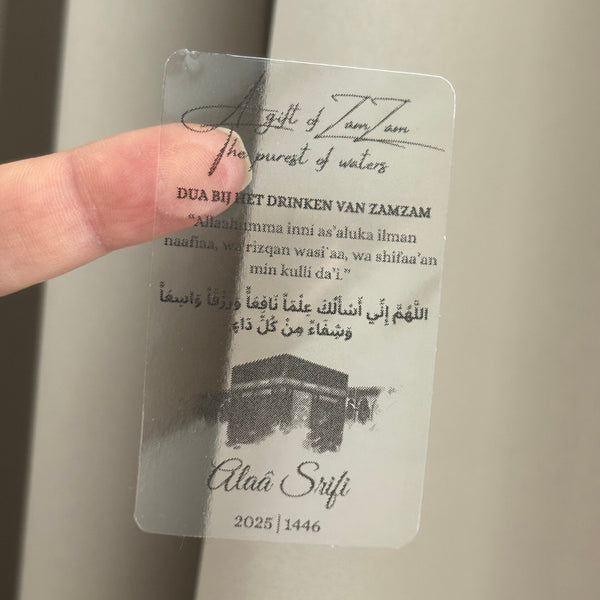 A gift of ZamZam
The purest of waters
DUA BIJ HET DRINKEN VAN ZAMZAM
"Allaahumma inni as'aluka ilman
naafiaa, wa rizqan wasi'aa, wa shifaa'an
min kulli da'i."
اللَّهُمَّ إِنِّي أَسْأَلُكَ عِلْمَاً نَافِعَاً وَرِزْقَاً وَاسِعَاً
وَشِفَاءً مِنْ كُلِّ دَاءٍ
Alaâ Srifi
2025 | 1446